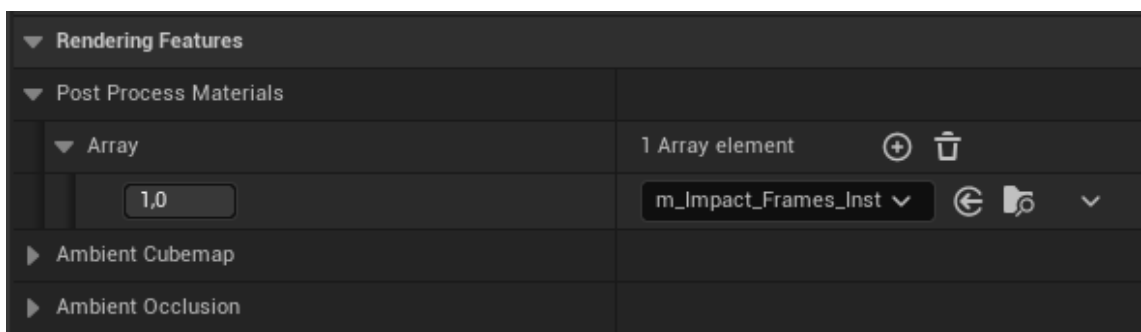 Rendering Features
Post Process Materials
Array
1 Array element
1,0
m_Impact_Frames_Inst
Ambient Cubemap
Ambient Occlusion